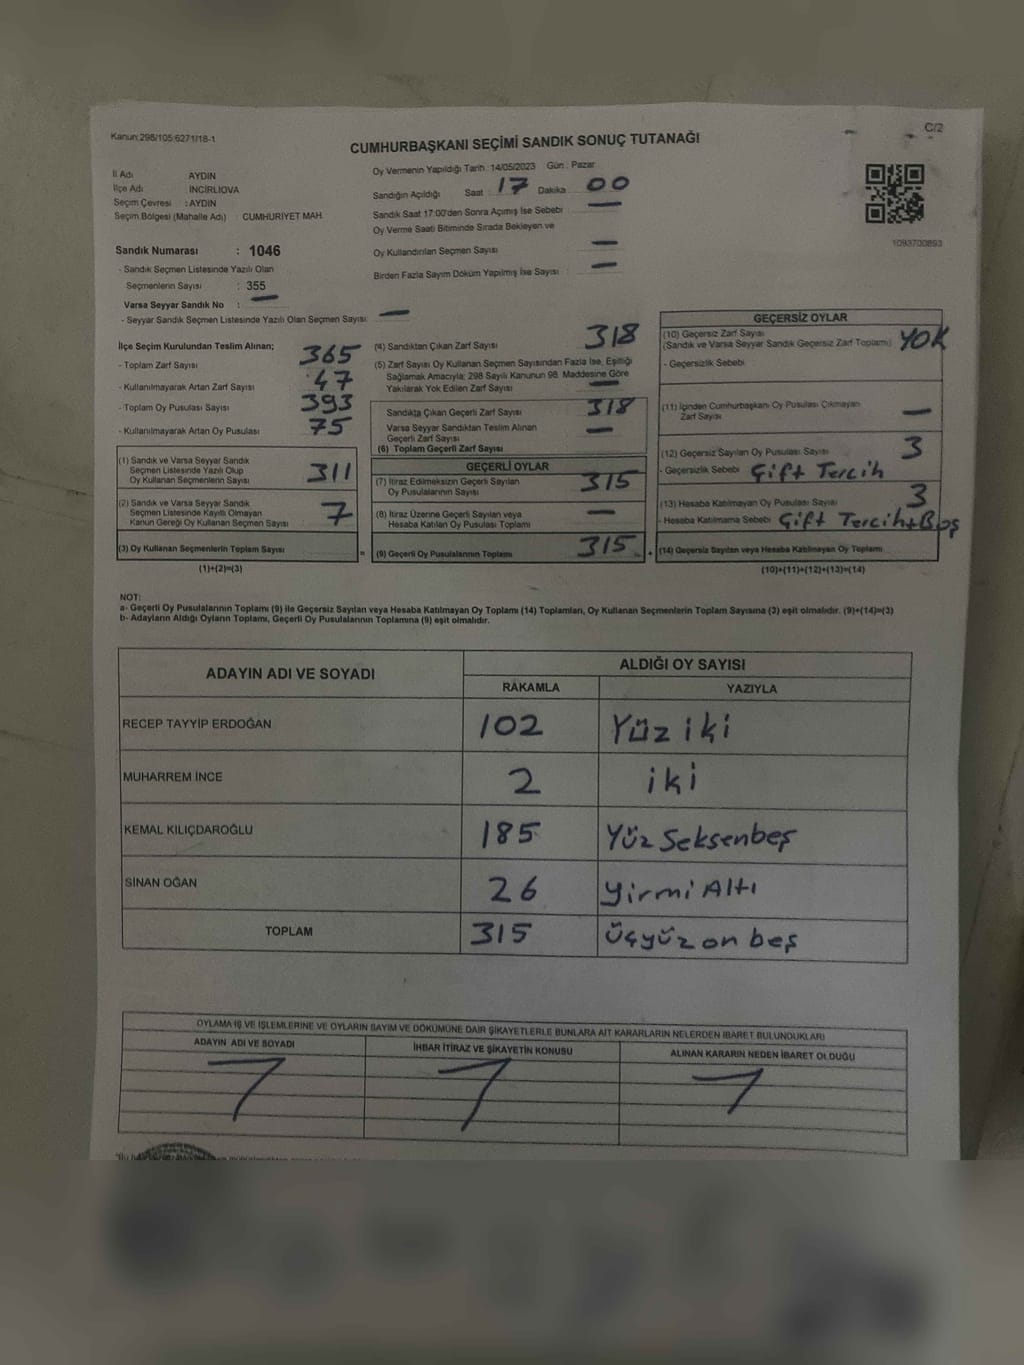 Kanun:298/105:6271/18-1
C/2
CUMHURBAŞKANI SEÇİMİ SANDIK SONUÇ TUTANAĞI
İl Adı AYDIN
İlçe Adı İNCİRLİOVA
Seçim Çevresi : AYDIN
Seçim Bölgesi (Mahalle Adı) : CUMHURİYET MAH
Sandık Numarası : 1046
- Sandık Seçmen Listesinde Yazılı Olan
Seçmenlerin Sayısı : 355
Varsa Seyyar Sandık No : —
- Seyyar Sandık Seçmen Listesinde Yazılı Olan Seçmen Sayısı —
Oy Vermenin Yapıldığı Tarih : 14/05/2023 Gün : Pazar
Sandığın Açıldığı Saat 17 Dakika 00
Sandık Saat 17:00'den Sonra Açımış İse Sebebi —
Oy Verme Saati Bitiminde Sırada Bekleyen ve
Oy Kullandırılan Seçmen Sayısı —
Birden Fazla Sayım Döküm Yapılmış İse Sayısı : —
1093700893
İlçe Seçim Kurulundan Teslim Alınan;
- Toplam Zarf Sayısı 365
- Kullanılmayarak Artan Zarf Sayısı 47
- Toplam Oy Pusulası Sayısı 393
- Kullanılmayarak Artan Oy Pusulası 75
(1) Sandık ve Varsa Seyyar Sandık
Seçmen Listesinde Yazılı Olup
Oy Kullanan Seçmenlerin Sayısı 311
(2) Sandık ve Varsa Seyyar Sandık
Seçmen Listesinde Kayıtlı Olmayan
Kanun Gereği Oy Kullanan Seçmen Sayısı 7
(3) Oy Kullanan Seçmenlerin Toplam Sayısı =
(1)+(2)=(3)
(4) Sandıktan Çıkan Zarf Sayısı 318
(5) Zarf Sayısı Oy Kullanan Seçmen Sayısından Fazla İse, Eşitliği
Sağlamak Amacıyla; 298 Sayılı Kanunun 98. Maddesine Göre
Yakılarak Yok Edilen Zarf Sayısı —
Sandıkta Çıkan Geçerli Zarf Sayısı 318
Varsa Seyyar Sandıktan Teslim Alınan
Geçerli Zarf Sayısı —
(6) Toplam Geçerli Zarf Sayısı
GEÇERLİ OYLAR
(7) İtiraz Edilmeksizin Geçerli Sayılan
Oy Pusulalarının Sayısı 315
(8) İtiraz Üzerine Geçerli Sayılan veya
Hesaba Katılan Oy Pusulası Toplamı —
(9) Geçerli Oy Pusulalarının Toplamı 315 +
GEÇERSİZ OYLAR
(10) Geçersiz Zarf Sayısı
(Sandık ve Varsa Seyyar Sandık Geçersiz Zarf Toplamı) YOK
- Geçersizlik Sebebi
(11) İçinden Cumhurbaşkanı Oy Pusulası Çıkmayan
Zarf Sayısı —
(12) Geçersiz Sayılan Oy Pusulası Sayısı 3
- Geçersizlik Sebebi Çift Tercih
(13) Hesaba Katılmayan Oy Pusulası Sayısı 3
- Hesaba Katılmama Sebebi Çift Tercih+Boş
(14) Geçersiz Sayılan veya Hesaba Katılmayan Oy Toplamı
(10)+(11)+(12)+(13)=(14)
NOT:
a- Geçerli Oy Pusulalarının Toplamı (9) ile Geçersiz Sayılan veya Hesaba Katılmayan Oy Toplamı (14) Toplamları, Oy Kullanan Seçmenlerin Toplam Sayısına (3) eşit olmalıdır. (9)+(14)=(3)
b- Adayların Aldığı Oyların Toplamı, Geçerli Oy Pusulalarının Toplamına (9) eşit olmalıdır.
ADAYIN ADI VE SOYADI
ALDIĞI OY SAYISI
RAKAMLA YAZIYLA
RECEP TAYYİP ERDOĞAN 102 Yüz iki
MUHARREM İNCE 2 iki
KEMAL KILIÇDAROĞLU 185 Yüz Seksenbeş
SİNAN OĞAN 26 Yirmi Altı
TOPLAM 315 Üçyüz on beş
OYLAMA İŞ VE İŞLEMLERİNE VE OYLARIN SAYIM VE DÖKÜMÜNE DAİR ŞİKAYETLERLE BUNLARA AİT KARARLARIN NELERDEN İBARET BULUNDUKLARI
ADAYIN ADI VE SOYADI
İHBAR İTİRAZ VE ŞİKAYETİN KONUSU
ALINAN KARARIN NEDEN İBARET OLDUĞU